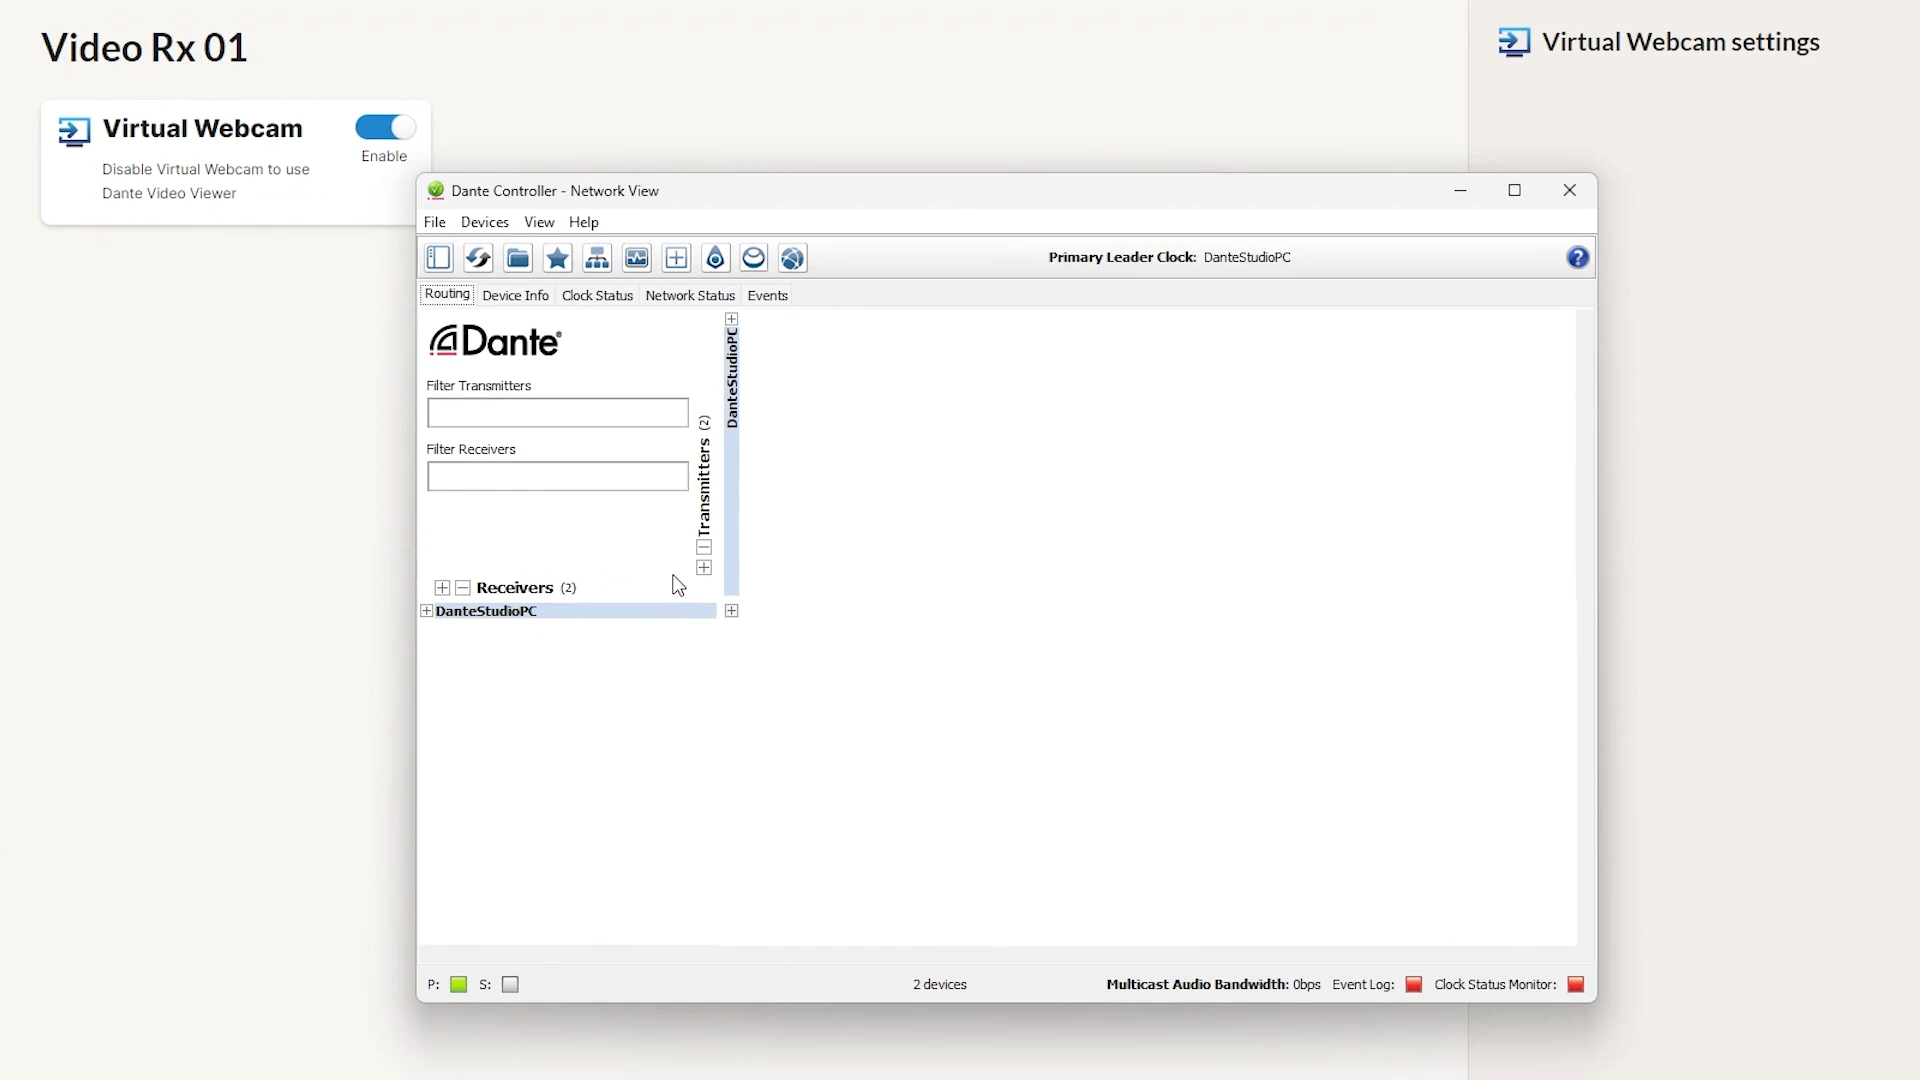 Video Rx 01
Virtual Webcam settings
Virtual Webcam
Enable
Disable Virtual Webcam to use
Dante Video Viewer
Dante Controller - Network View
File Devices View Help
Primary Leader Clock: DanteStudioPC
?
Routing Device Info Clock Status Network Status Events
Dante®
Filter Transmitters
Filter Receivers
Transmitters (2)
DanteStudioPC
Receivers (2)
DanteStudioPC
P: S: 2 devices Multicast Audio Bandwidth: 0bps Event Log: Clock Status Monitor: